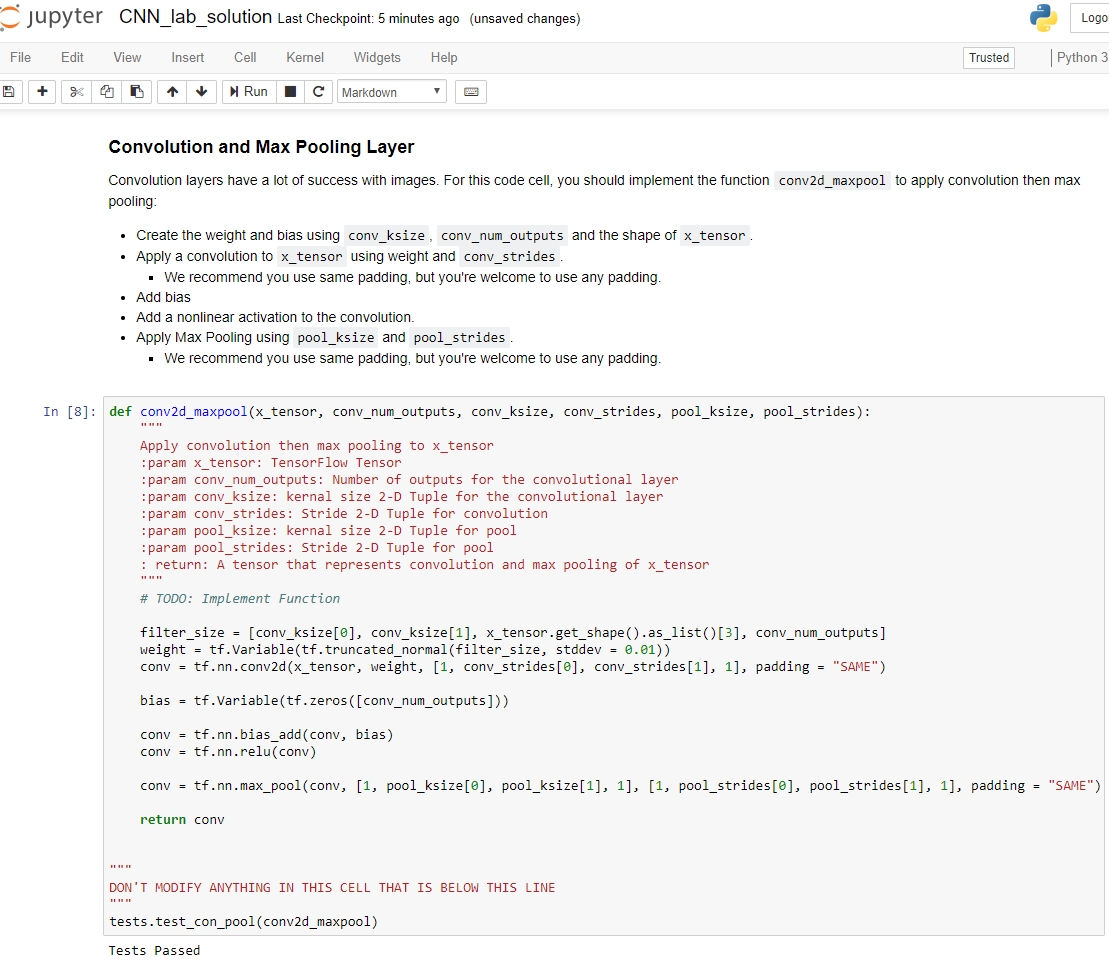 jupyter CNN_lab_solution Last Checkpoint: 5 minutes ago (unsaved changes)
File Edit View Insert Cell Kernel Widgets Help Trusted Python 3
Run Markdown
Convolution and Max Pooling Layer
Convolution layers have a lot of success with images. For this code cell, you should implement the function conv2d_maxpool to apply convolution then max
pooling:
• Create the weight and bias using conv_ksize, conv_num_outputs and the shape of x_tensor.
• Apply a convolution to x_tensor using weight and conv_strides.
▪ We recommend you use same padding, but you're welcome to use any padding.
• Add bias
• Add a nonlinear activation to the convolution.
• Apply Max Pooling using pool_ksize and pool_strides.
▪ We recommend you use same padding, but you're welcome to use any padding.
In [8]: def conv2d_maxpool(x_tensor, conv_num_outputs, conv_ksize, conv_strides, pool_ksize, pool_strides):
"""
Apply convolution then max pooling to x_tensor
:param x_tensor: TensorFlow Tensor
:param conv_num_outputs: Number of outputs for the convolutional layer
:param conv_ksize: kernal size 2-D Tuple for the convolutional layer
:param conv_strides: Stride 2-D Tuple for convolution
:param pool_ksize: kernal size 2-D Tuple for pool
:param pool_strides: Stride 2-D Tuple for pool
: return: A tensor that represents convolution and max pooling of x_tensor
"""
# TODO: Implement Function
filter_size = [conv_ksize[0], conv_ksize[1], x_tensor.get_shape().as_list()[3], conv_num_outputs]
weight = tf.Variable(tf.truncated_normal(filter_size, stddev = 0.01))
conv = tf.nn.conv2d(x_tensor, weight, [1, conv_strides[0], conv_strides[1], 1], padding = "SAME")
bias = tf.Variable(tf.zeros([conv_num_outputs]))
conv = tf.nn.bias_add(conv, bias)
conv = tf.nn.relu(conv)
conv = tf.nn.max_pool(conv, [1, pool_ksize[0], pool_ksize[1], 1], [1, pool_strides[0], pool_strides[1], 1], padding = "SAME")
return conv
"""
DON'T MODIFY ANYTHING IN THIS CELL THAT IS BELOW THIS LINE
"""
tests.test_con_pool(conv2d_maxpool)
Tests Passed